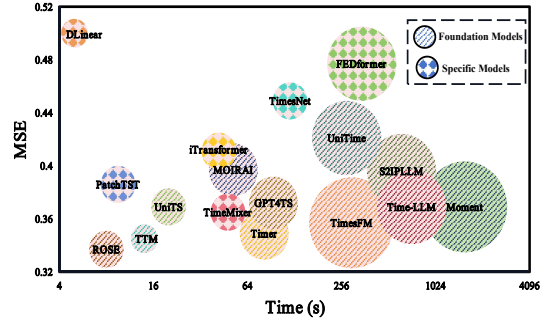 0.52
DLinear
Foundation Models
Specific Models
FEDformer
0.48
TimesNet
MSE
0.44
UniTime
iTransformer
0.4
MOIRAI
S2IPLLM
PatchTST
UniTS
TimeMixer
GPT4TS
Time-LLM
Moment
0.36
Timer
TimesFM
TTM
ROSE
0.32
4
16
64
256
1024
4096
Time (s)